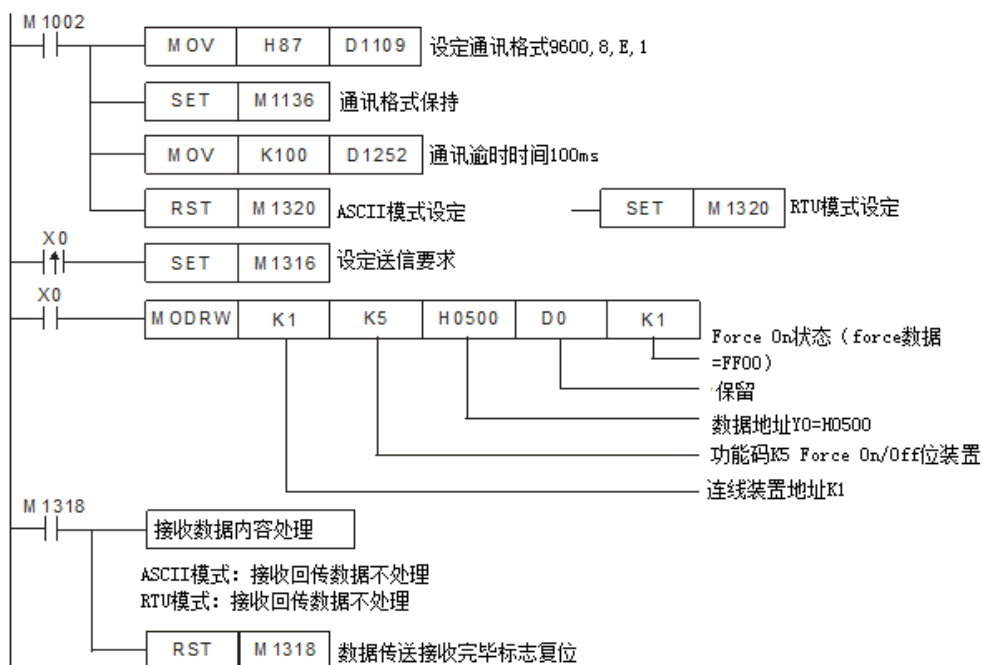 M1002
MOV H87 D1109 设定通讯格式9600,8,E,1
SET M1136 通讯格式保持
MOV K100 D1252 通讯逾时时间100ms
RST M1320 ASCII模式设定 SET M1320 RTU模式设定
X0
SET M1316 设定送信要求
X0
MODRW K1 K5 H0500 D0 K1
Force On状态（force数据
=FF00）
保留
数据地址Y0=H0500
功能码K5 Force On/Off位装置
连线装置地址K1
M1318
接收数据内容处理
ASCII模式：接收回传数据不处理
RTU模式：接收回传数据不处理
RST M1318 数据传送接收完毕标志复位